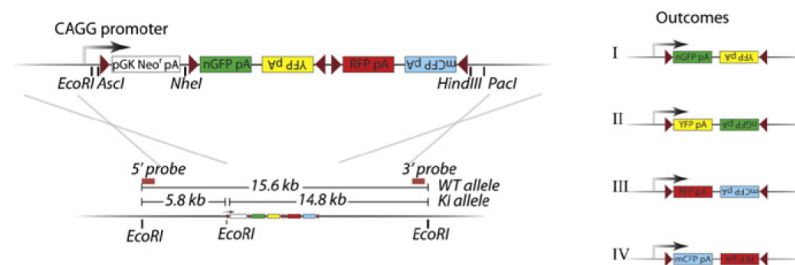 CAGG promoter
pGK Neoʳ pA nGFP pA YFP pA RFP pA mCFP pA
EcoRI AscI NheI HindIII PacI
5' probe 3' probe
15.6 kb WT allele
5.8 kb 14.8 kb Ki allele
EcoRI EcoRI EcoRI
Outcomes
I
nGFP pA YFP pA
II
YFP pA nGFP pA
III
RFP pA mCFP pA
IV
mCFP pA RFP pA